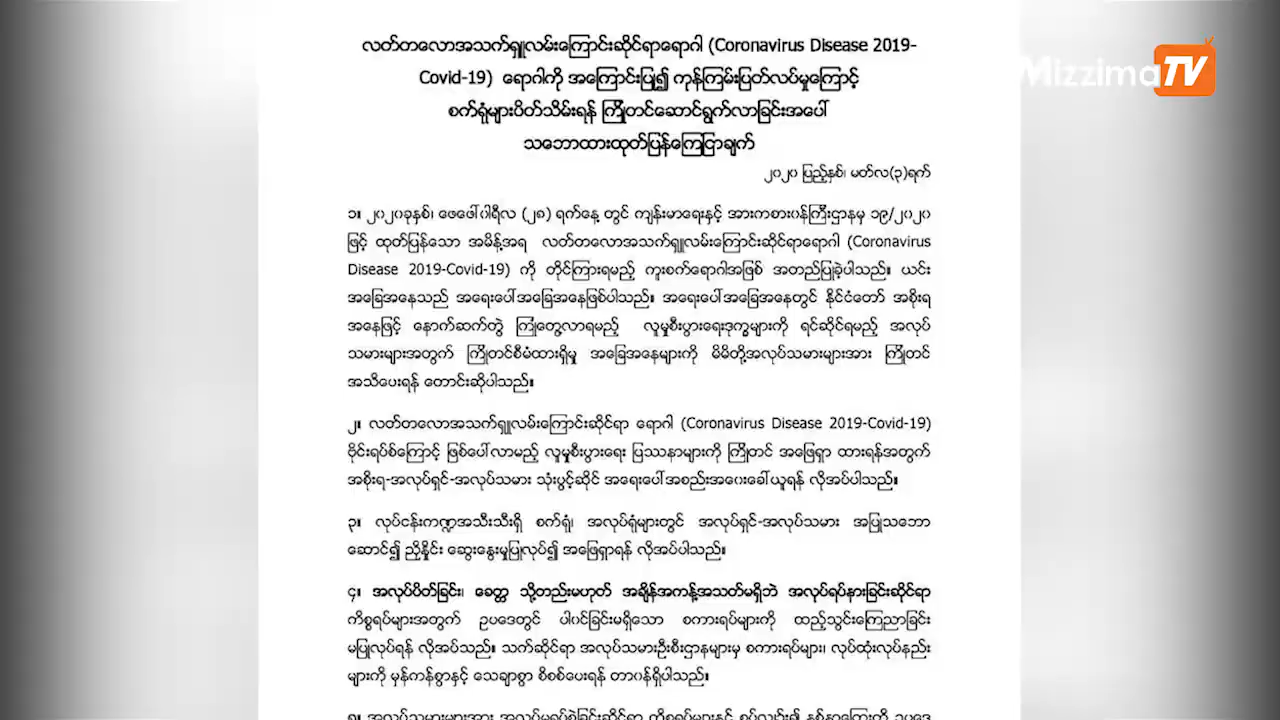 MizzimaTV
လတ်တလောအသက်ရှူလမ်းကြောင်းဆိုင်ရာရောဂါ (Coronavirus Disease 2019-
Covid-19) ရောဂါကို အကြောင်းပြု၍ ကုန်ကြမ်းပြတ်လပ်မှုကြောင့်
စက်ရုံများပိတ်သိမ်းရန် ကြိုတင်ဆောင်ရွက်လာခြင်းအပေါ်
သဘောထားထုတ်ပြန်ကြေငြာချက်
၂၀၂၀ ပြည့်နှစ်၊ မတ်လ(၃)ရက်
၁။ ၂၀၂၀ခုနှစ်၊ ဖေဖော်ဝါရီလ (၂၈) ရက်နေ့ တွင် ကျန်းမာရေးနှင့် အားကစားဝန်ကြီးဌာနမှ ၁၉/၂၀၂၀
ဖြင့် ထုတ်ပြန်သော အမိန့်အရ လတ်တလောအသက်ရှူလမ်းကြောင်းဆိုင်ရာရောဂါ (Coronavirus
Disease 2019-Covid-19) ကို တိုင်ကြားရမည့် ကူးစက်ရောဂါအဖြစ် အတည်ပြုခဲ့ပါသည်။ ယင်း
အခြေအနေသည် အရေးပေါ်အခြေအနေဖြစ်ပါသည်။ အရေးပေါ်အခြေအနေတွင် နိုင်ငံတော် အစိုးရ
အနေဖြင့် နောက်ဆက်တွဲ ကြုံတွေ့လာရမည့် လူမှုစီးပွားရေးဒုက္ခများကို ရင်ဆိုင်ရမည့် အလုပ်
သမားများအတွက် ကြိုတင်စီမံထားရှိမှု အခြေအနေများကို မိမိတို့အလုပ်သမားများအား ကြိုတင်
အသိပေးရန် တောင်းဆိုပါသည်။
၂။ လတ်တလောအသက်ရှူလမ်းကြောင်းဆိုင်ရာ ရောဂါ (Coronavirus Disease 2019-Covid-19)
ဗိုင်းရပ်စ်ကြောင့် ဖြစ်ပေါ်လာမည့် လူမှုစီးပွားရေး ပြဿနာများကို ကြိုတင် အဖြေရှာ ထားရန်အတွက်
အစိုးရ-အလုပ်ရှင်-အလုပ်သမား သုံးပွင့်ဆိုင် အရေးပေါ်အစည်းအဝေးခေါ်ယူရန် လိုအပ်ပါသည်။
၃။ လုပ်ငန်းကဏ္ဍအသီးသီးရှိ စက်ရုံ၊ အလုပ်ရုံများတွင် အလုပ်ရှင်-အလုပ်သမား အပြုသဘော
ဆောင်၍ ညှိနှိုင်း ဆွေးနွေးမှုပြုလုပ်၍ အဖြေရှာရန် လိုအပ်ပါသည်။
၄။ အလုပ်ပိတ်ခြင်း၊ ခေတ္တ သို့တည်းမဟုတ် အချိန်အကန့်အသတ်မရှိဘဲ အလုပ်ရပ်နားခြင်းဆိုင်ရာ
ကိစ္စရပ်များအတွက် ဥပဒေတွင် ပါဝင်ခြင်းမရှိသော စကားရပ်များကို ထည့်သွင်းကြေညာခြင်း
မပြုလုပ်ရန် လိုအပ်သည်။ သက်ဆိုင်ရာ အလုပ်သမားဦးစီးဌာနများမှ စကားရပ်များ၊ လုပ်ထုံးလုပ်နည်း
များကို မှန်ကန်စွာနှင့် သေချာစွာ စိစစ်ပေးရန် တာဝန်ရှိပါသည်။